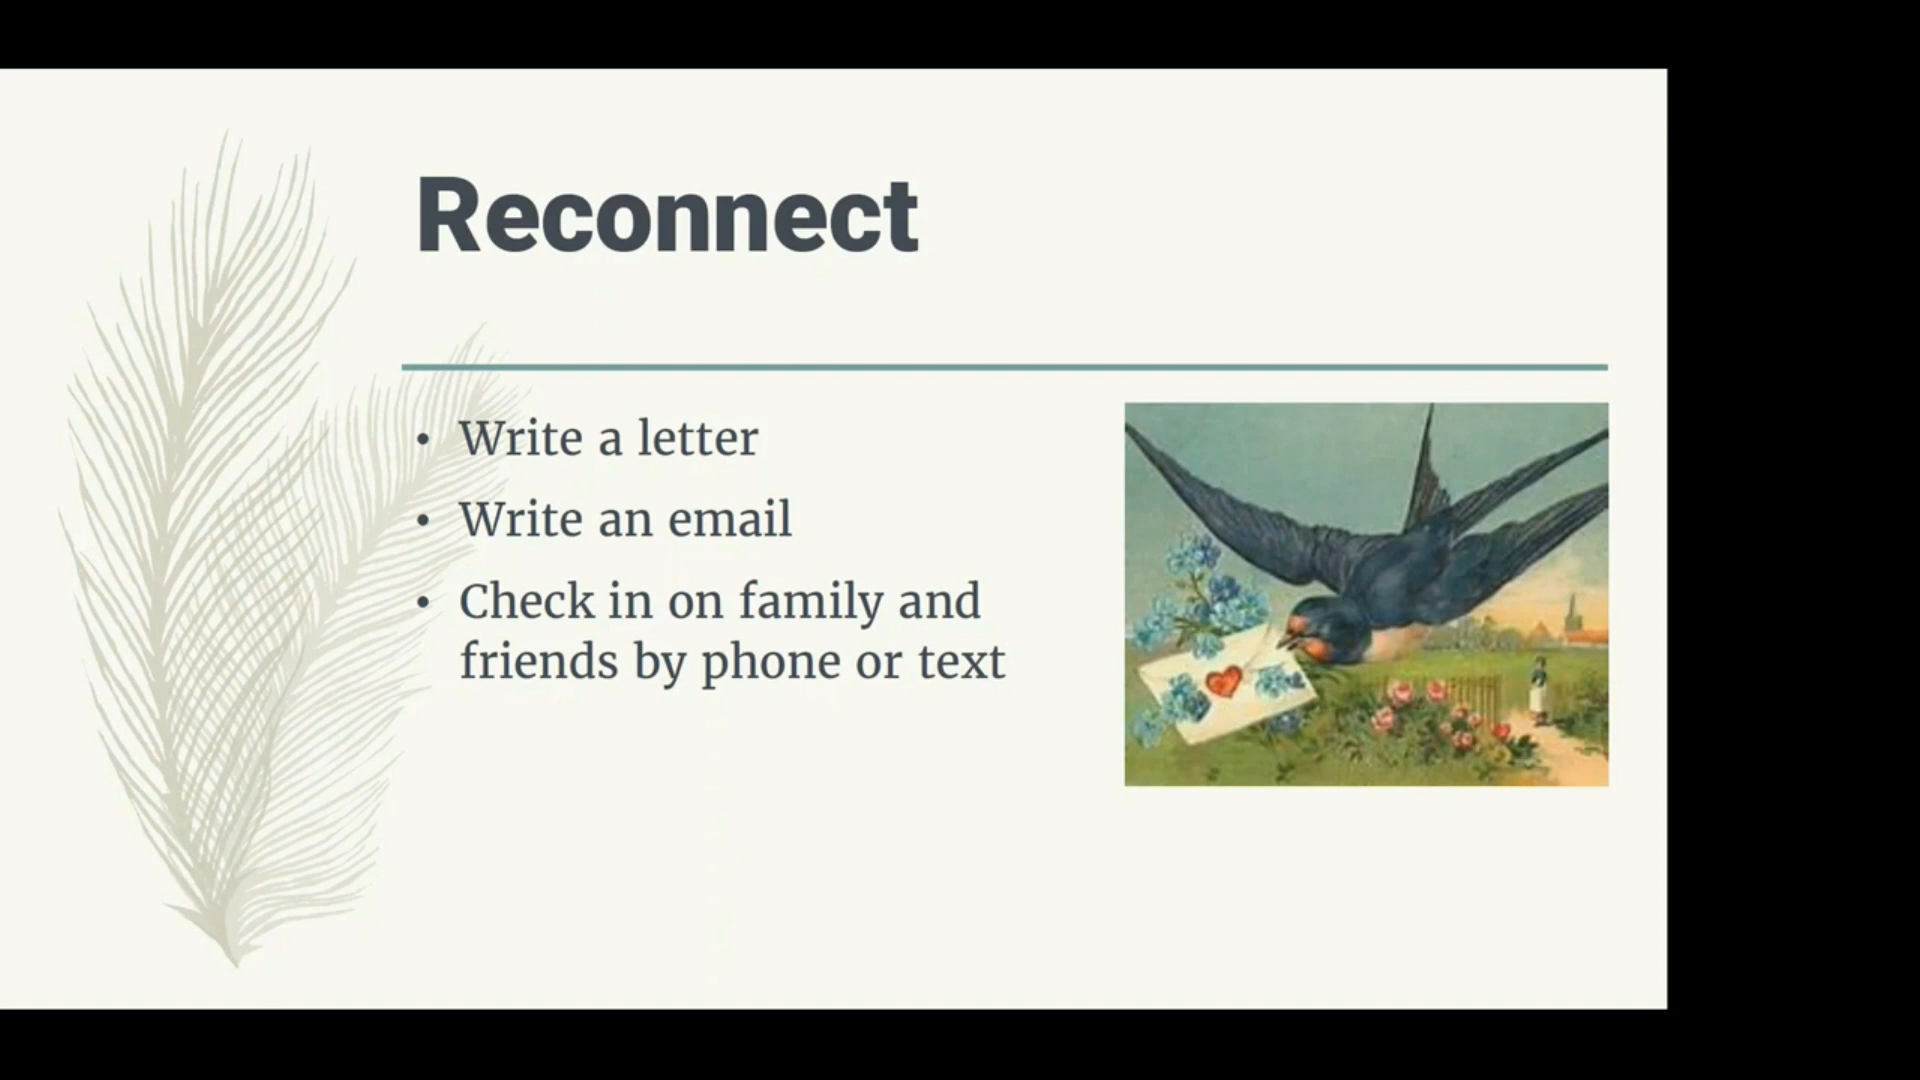 Reconnect
• Write a letter
• Write an email
• Check in on family and
friends by phone or text